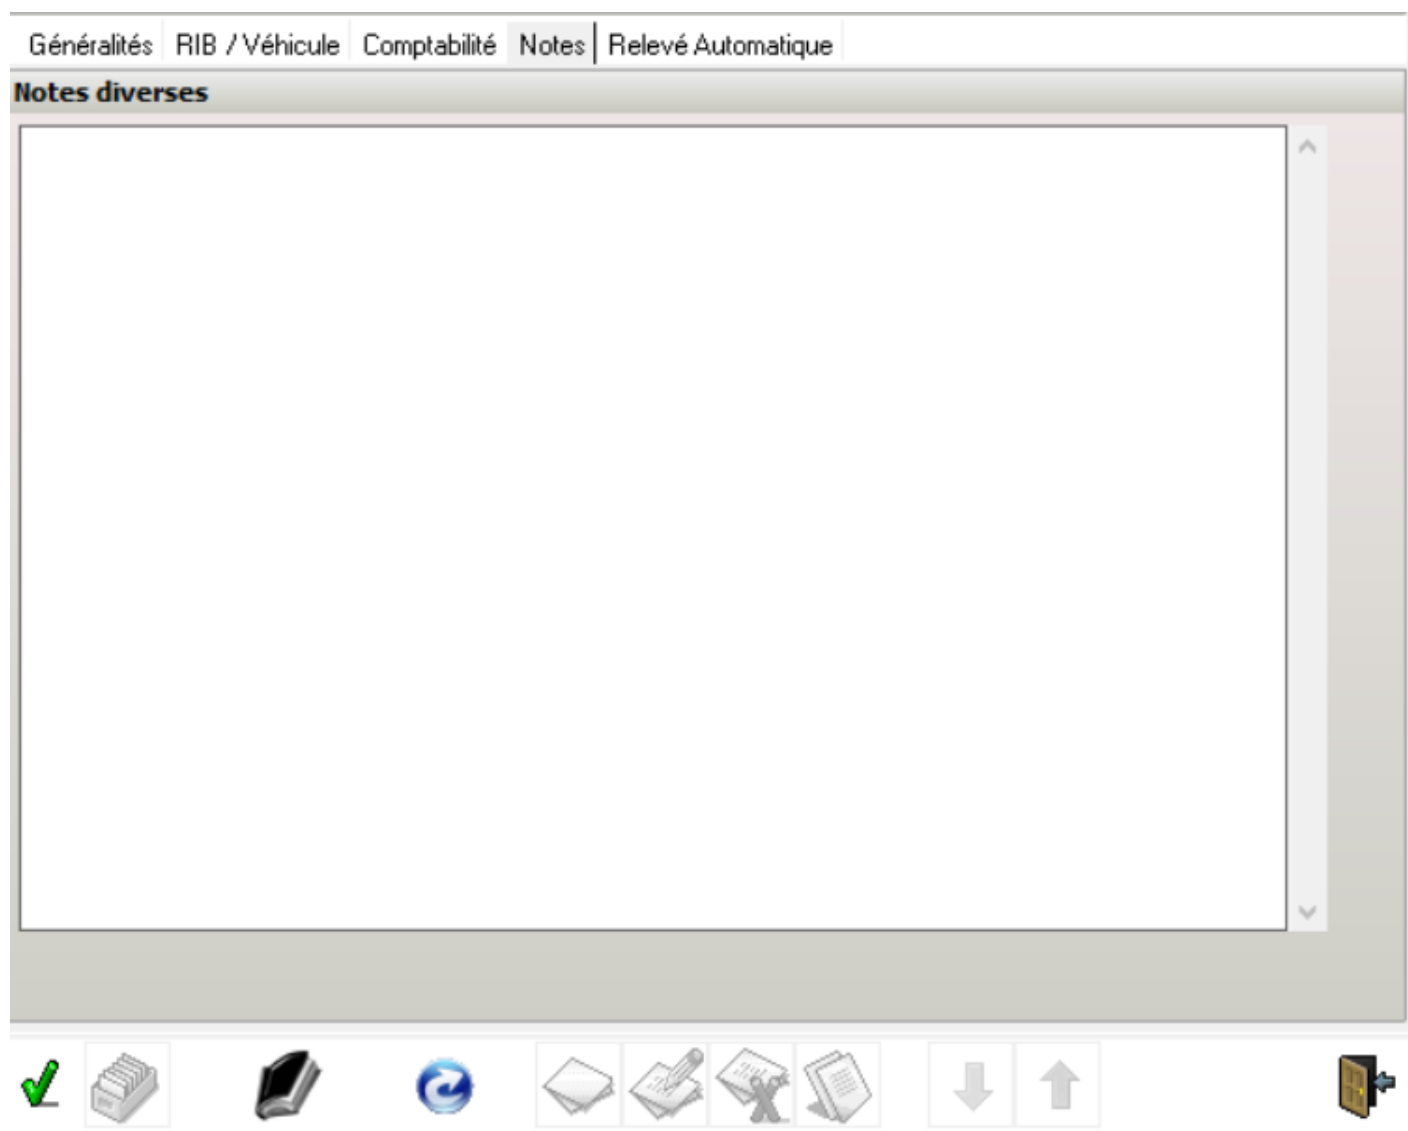 Généralités RIB / Véhicule Comptabilité Notes Relevé Automatique
Notes diverses